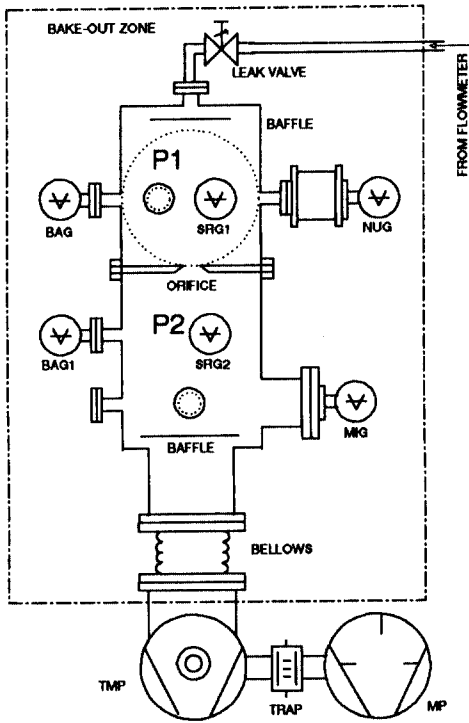 BAKE-OUT ZONE
LEAK VALVE
FROM FLOWMETER
BAFFLE
P1
BAG
SRG1
NUG
ORIFICE
P2
BAG1
SRG2
MIG
BAFFLE
BELLOWS
TMP
TRAP
MP